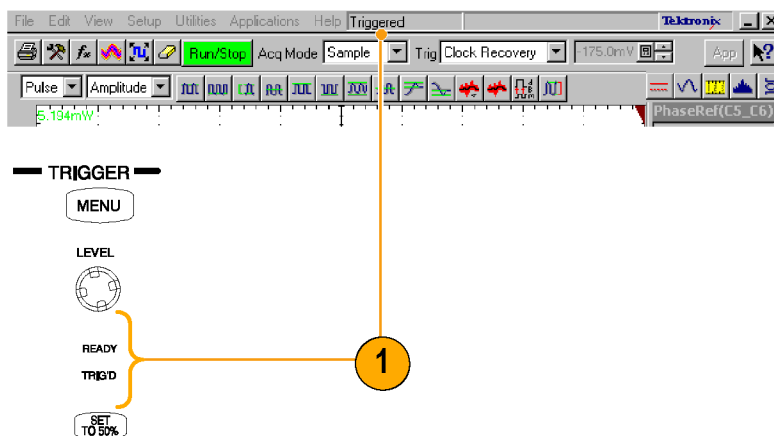 File Edit View Setup Utilities Applications Help Triggered Tektronix
Run/Stop Acq Mode Sample Trig Clock Recovery -175.0mV App
Pulse Amplitude
5.194mW
PhaseRef(C5_C6)
TRIGGER
MENU
LEVEL
READY
TRIG'D
1
SET
TO 50%